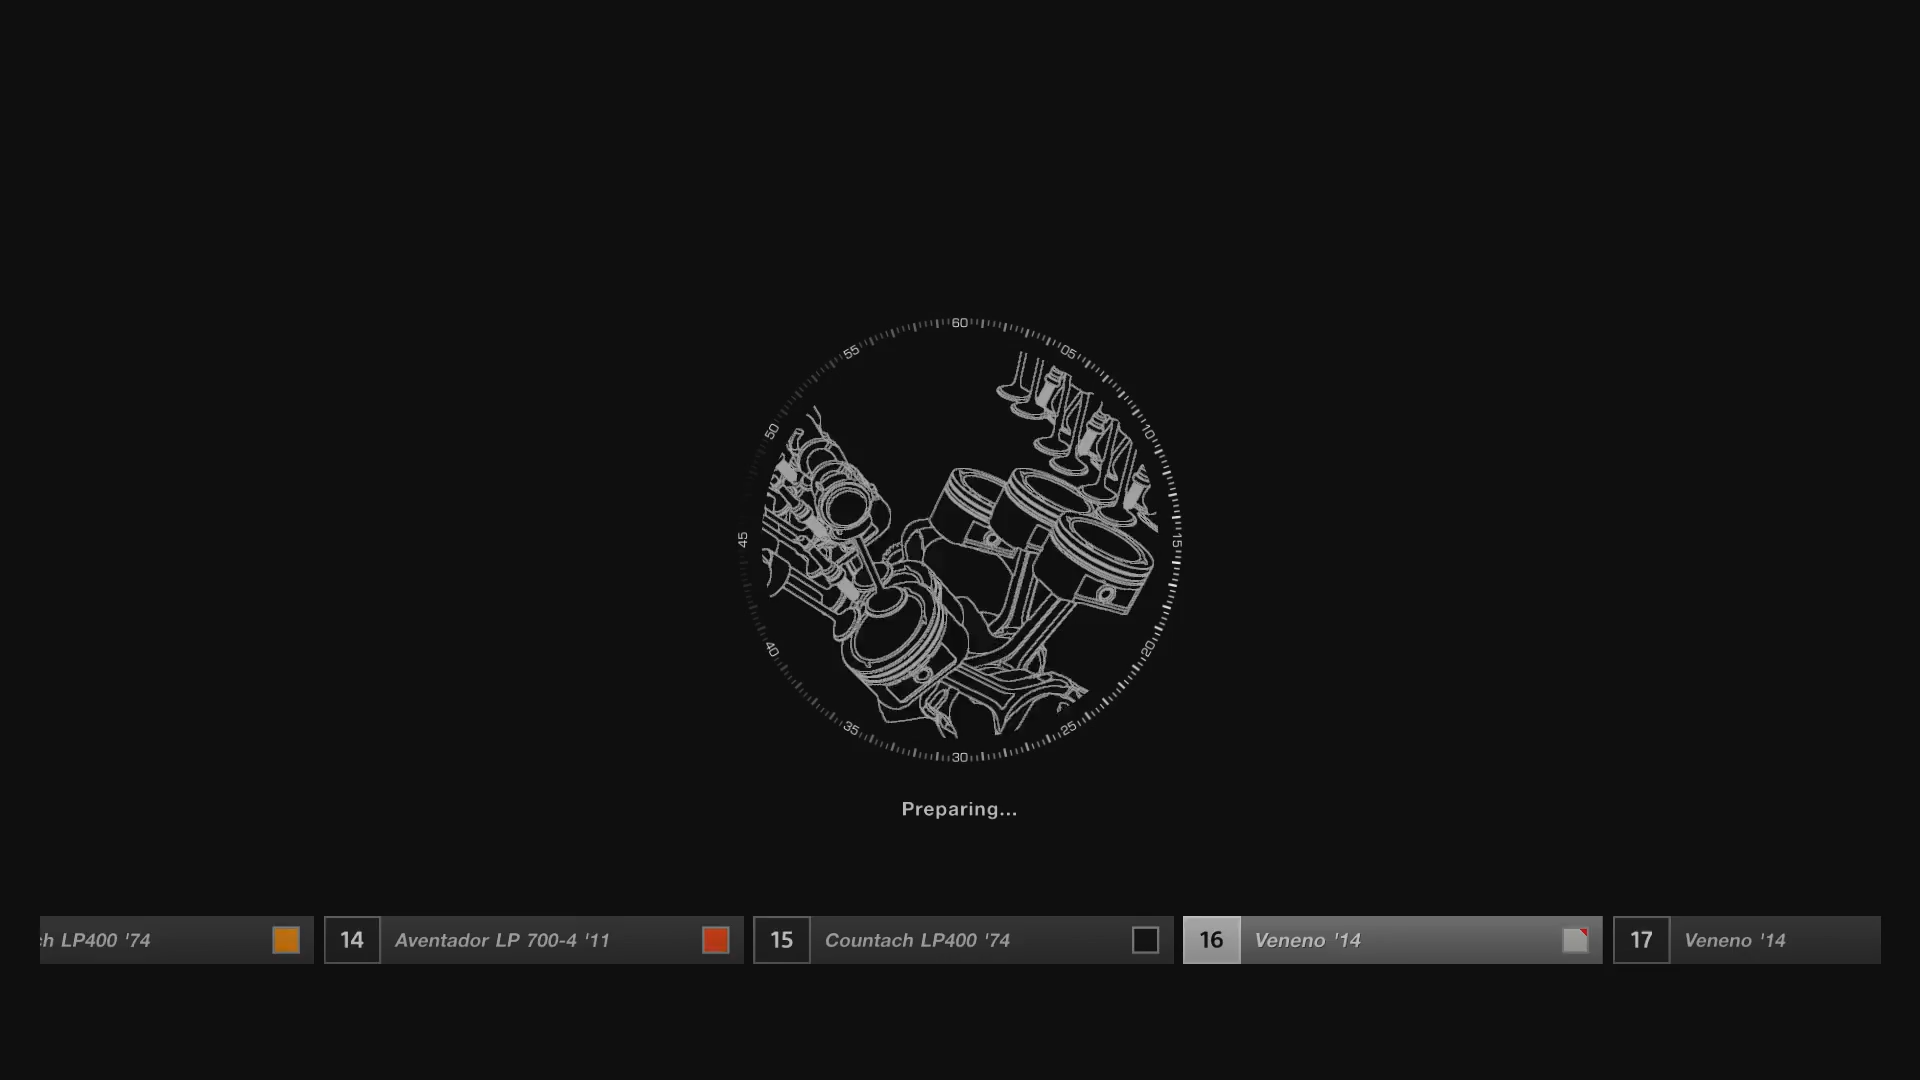 60
55
05
50
10
45
15
40
20
35
25
30
Preparing...
h LP400 '74
14 Aventador LP 700-4 '11
15 Countach LP400 '74
16 Veneno '14
17 Veneno '14